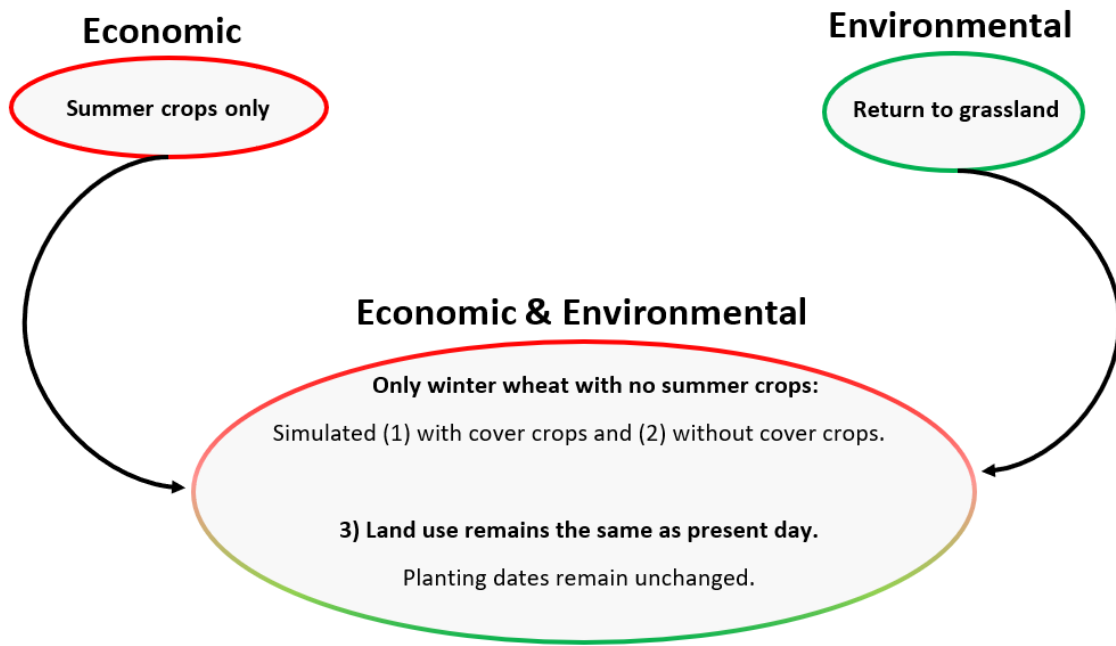 Economic
Summer crops only
Environmental
Return to grassland
Economic & Environmental
Only winter wheat with no summer crops:
Simulated (1) with cover crops and (2) without cover crops.
3) Land use remains the same as present day.
Planting dates remain unchanged.